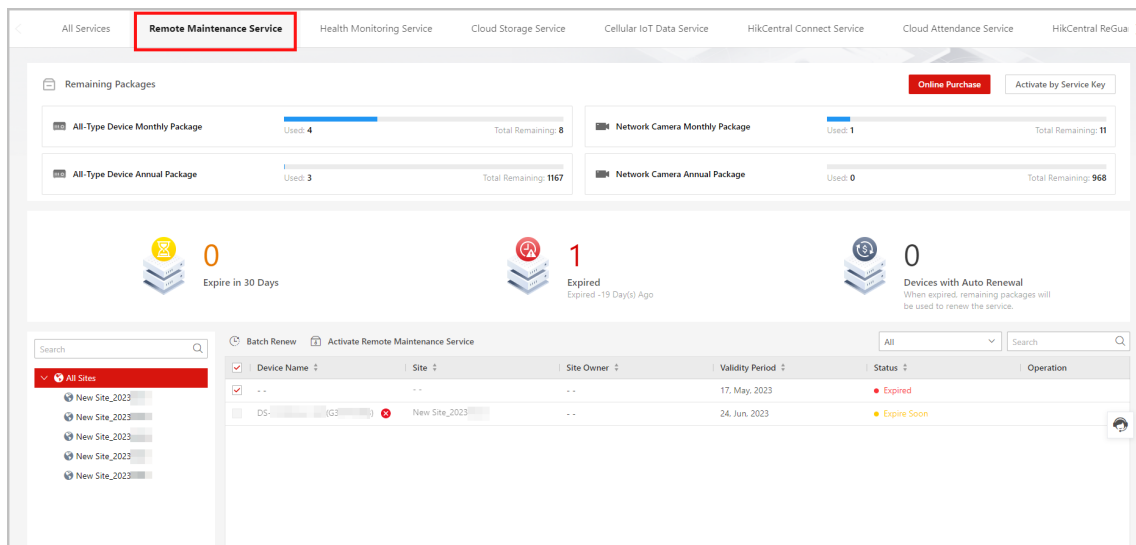 All Services Remote Maintenance Service Health Monitoring Service Cloud Storage Service Cellular IoT Data Service HikCentral Connect Service Cloud Attendance Service HikCentral ReGuar
Remaining Packages Online Purchase Activate by Service Key
All-Type Device Monthly Package Used: 4 Total Remaining: 8 Network Camera Monthly Package Used: 1 Total Remaining: 11
All-Type Device Annual Package Used: 3 Total Remaining: 1167 Network Camera Annual Package Used: 0 Total Remaining: 968
0 1 0
Expire in 30 Days Expired Devices with Auto Renewal
Expired -19 Day(s) Ago When expired, remaining packages will
be used to renew the service.
Search Batch Renew Activate Remote Maintenance Service All Search
Device Name Site Site Owner Validity Period Status Operation
All Sites
New Site_2023 - - - - - - 17, May, 2023 Expired
New Site_2023 DS- (G3 ) New Site_2023 - - 24, Jun, 2023 Expire Soon
New Site_2023
New Site_2023
New Site_2023